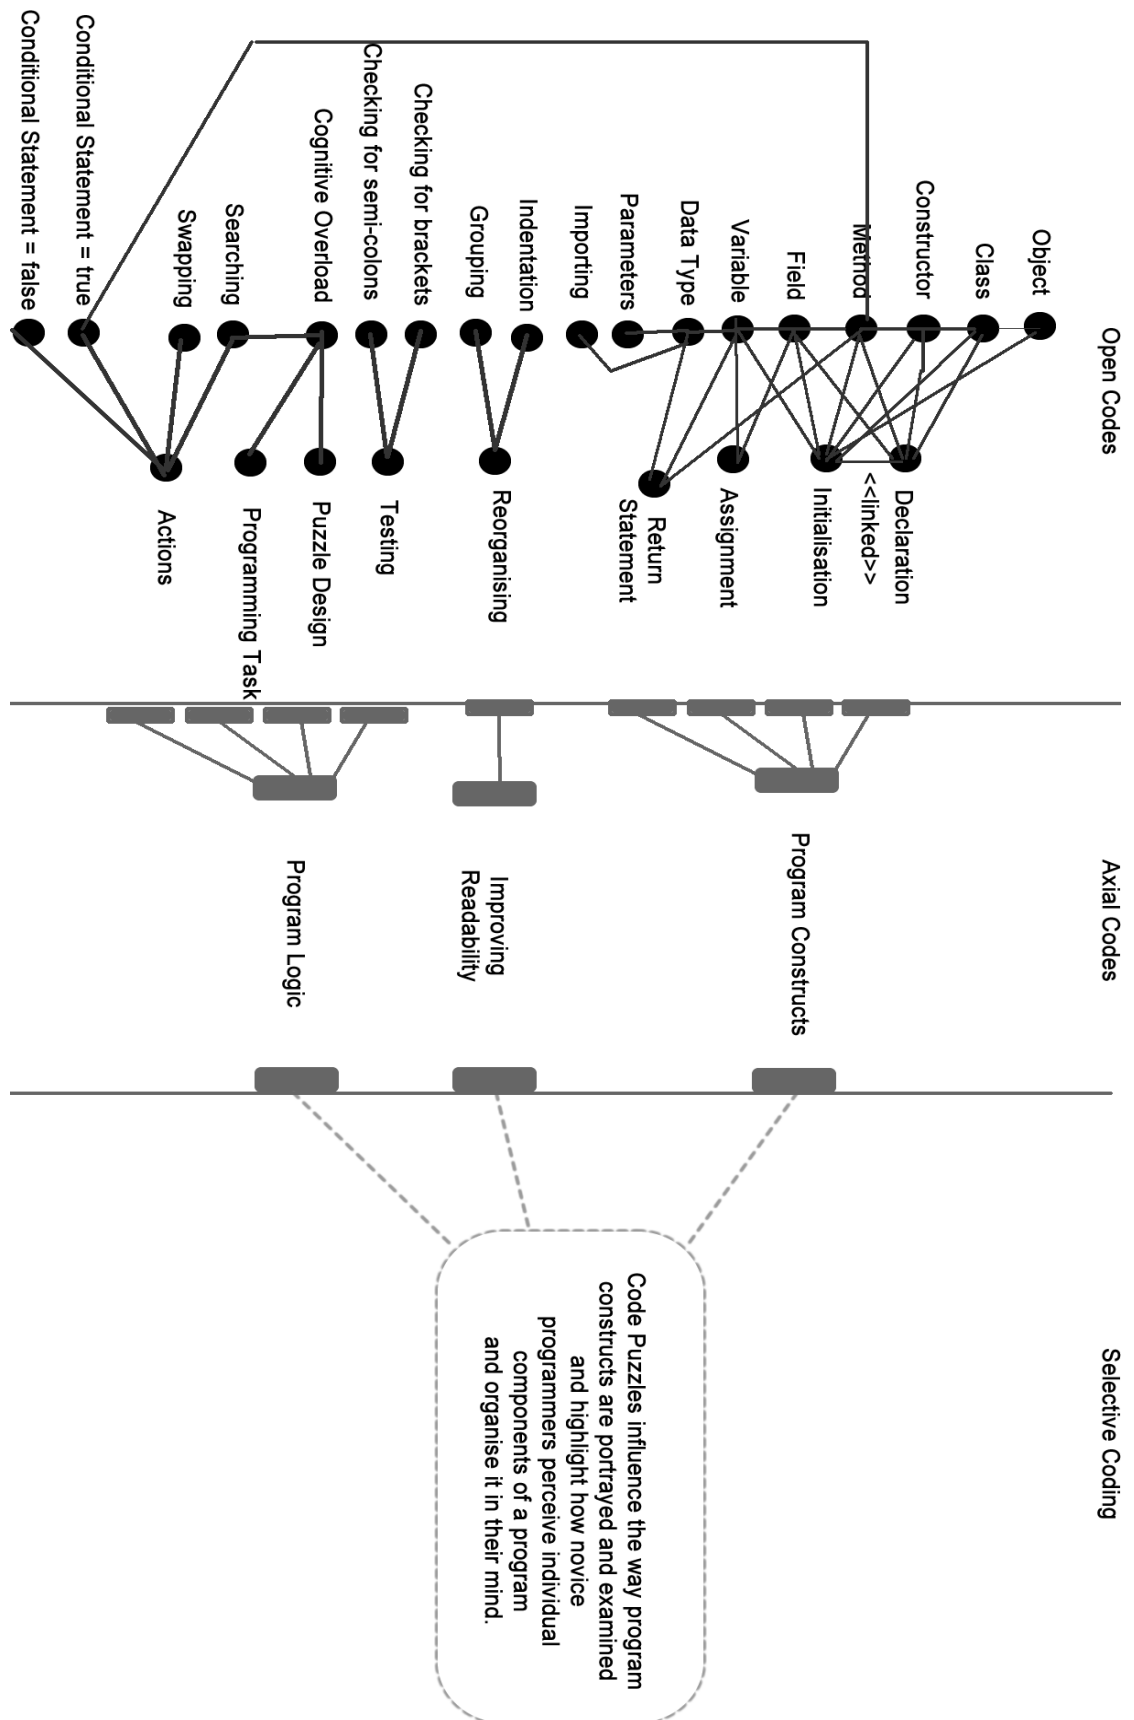 Open Codes
Axial Codes
Selective Coding
Object
Class
Constructor
Method
Field
Variable
Data Type
Parameters
Importing
Indentation
Grouping
Checking for brackets
Checking for semi-colons
Cognitive Overload
Searching
Swapping
Conditional Statement = true
Conditional Statement = false
Declaration
<<linked>>
Initialisation
Assignment
Return
Statement
Reorganising
Testing
Puzzle Design
Programming Task
Actions
Program Constructs
Improving
Readability
Program Logic
Code Puzzles influence the way program
constructs are portrayed and examined
and highlight how novice
programmers perceive individual
components of a program
and organise it in their mind.